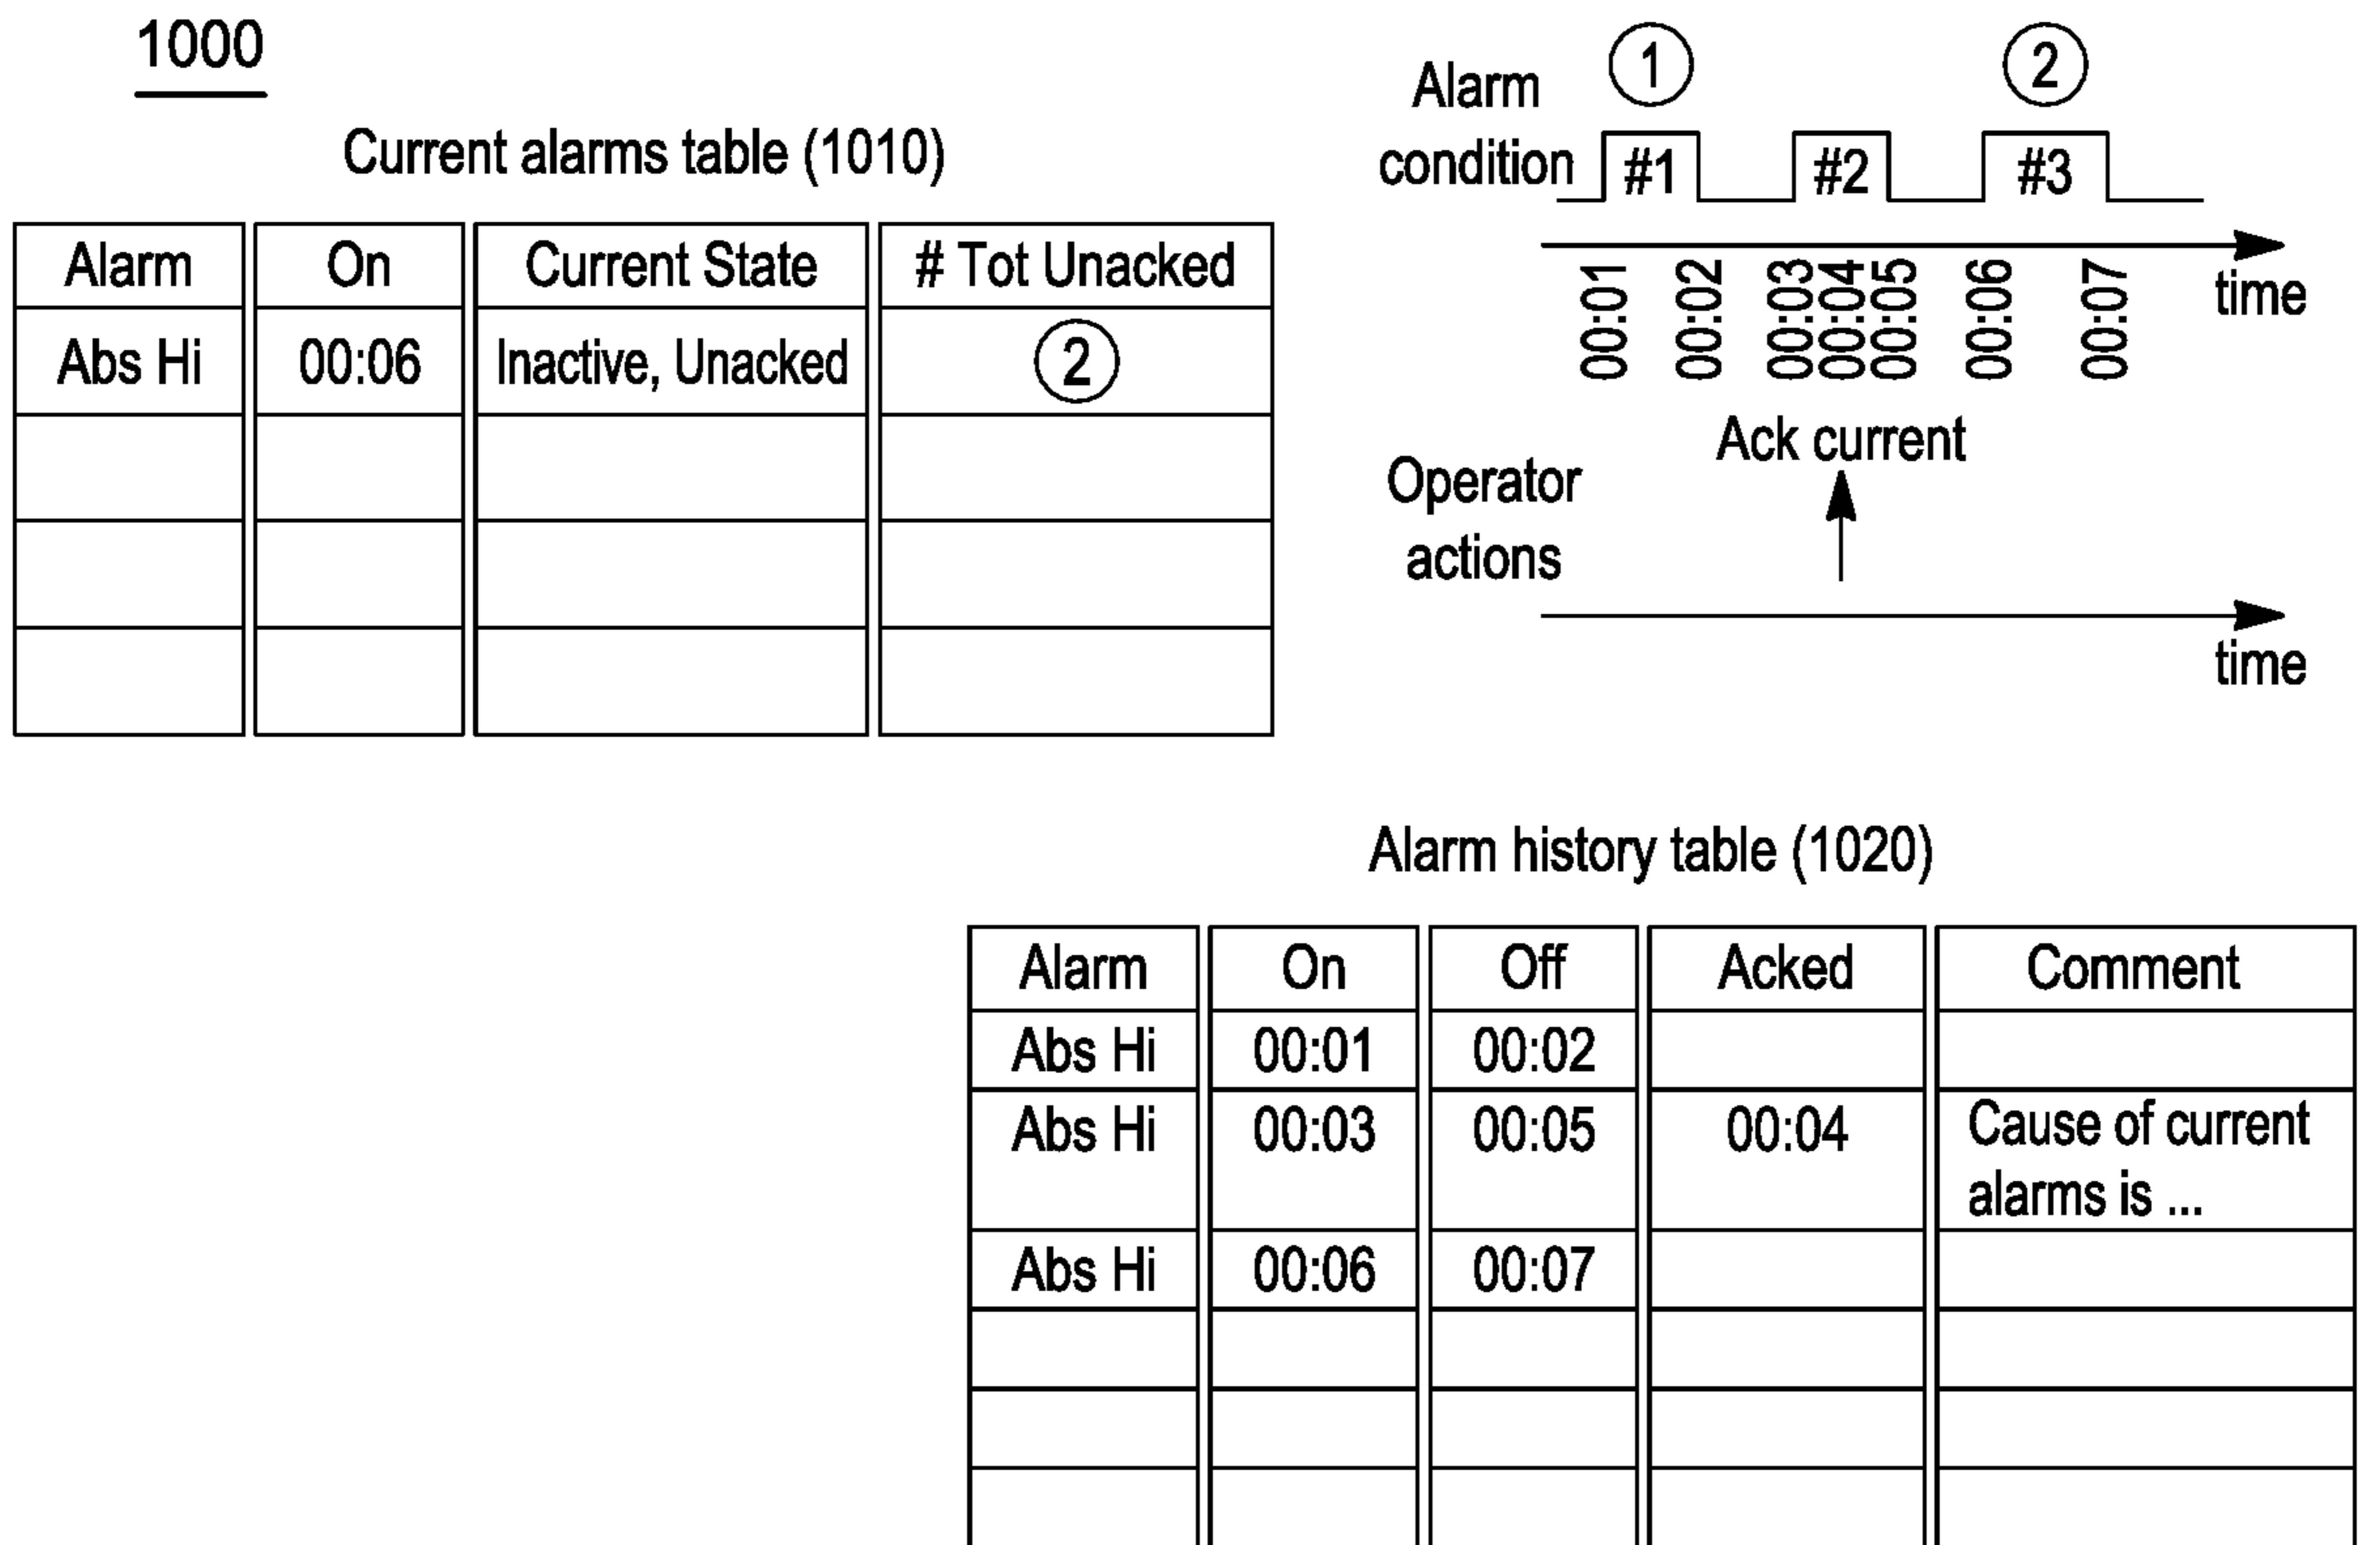 1000
Current alarms table (1010)
Alarm On Current State # Tot Unacked
Abs Hi 00:06 Inactive, Unacked 2
Alarm
condition
1 2
#1 #2 #3
00:01 00:02 00:03 00:04 00:05 00:06 00:07
time
Ack current
Operator
actions
time
Alarm history table (1020)
Alarm On Off Acked Comment
Abs Hi 00:01 00:02
Abs Hi 00:03 00:05 00:04 Cause of current
alarms is ...
Abs Hi 00:06 00:07